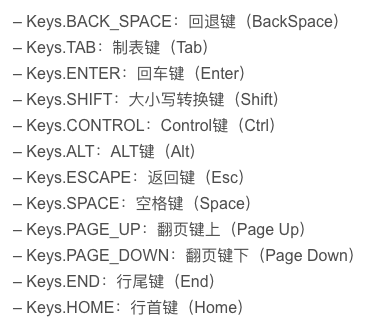 – Keys.BACK_SPACE：回退键（BackSpace）
– Keys.TAB：制表键（Tab）
– Keys.ENTER：回车键（Enter）
– Keys.SHIFT：大小写转换键（Shift）
– Keys.CONTROL：Control键（Ctrl）
– Keys.ALT：ALT键（Alt）
– Keys.ESCAPE：返回键（Esc）
– Keys.SPACE：空格键（Space）
– Keys.PAGE_UP：翻页键上（Page Up）
– Keys.PAGE_DOWN：翻页键下（Page Down）
– Keys.END：行尾键（End）
– Keys.HOME：行首键（Home）